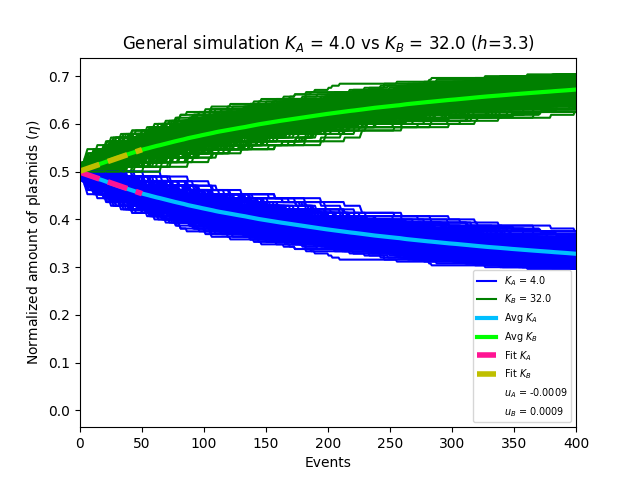 General simulation K_A = 4.0 vs K_B = 32.0 (h=3.3)
Normalized amount of plasmids (η)
0.7
0.6
0.5
0.4
0.3
0.2
0.1
0.0
K_A = 4.0
K_B = 32.0
Avg K_A
Avg K_B
Fit K_A
Fit K_B
u_A = -0.0009
u_B = 0.0009
0 50 100 150 200 250 300 350 400
Events